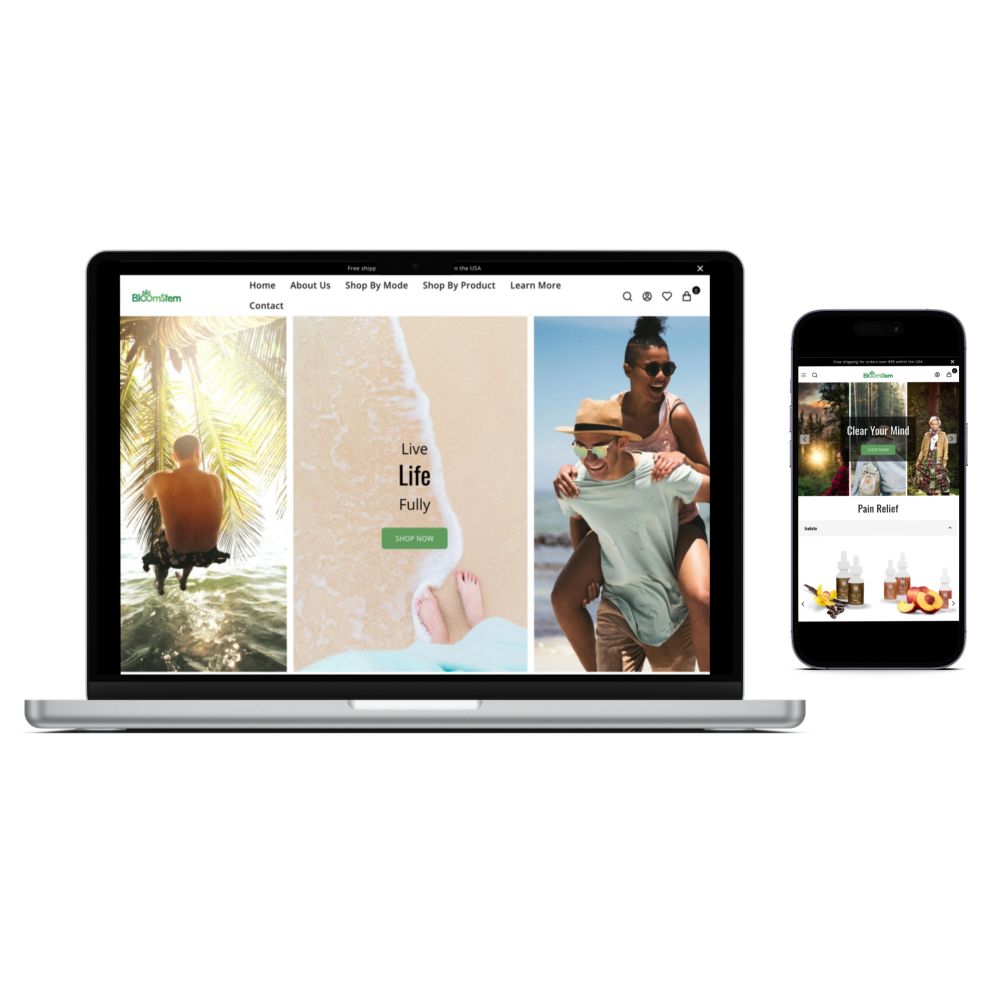 Free shipp n the USA
BloomStem
Home About Us Shop By Mode Shop By Product Learn More
Contact
0
Live
Life
Fully
SHOP NOW
Free shipping for orders over $99 within the USA
BloomStem
0
Clear Your Mind
SHOP NOW
Pain Relief
Isolate